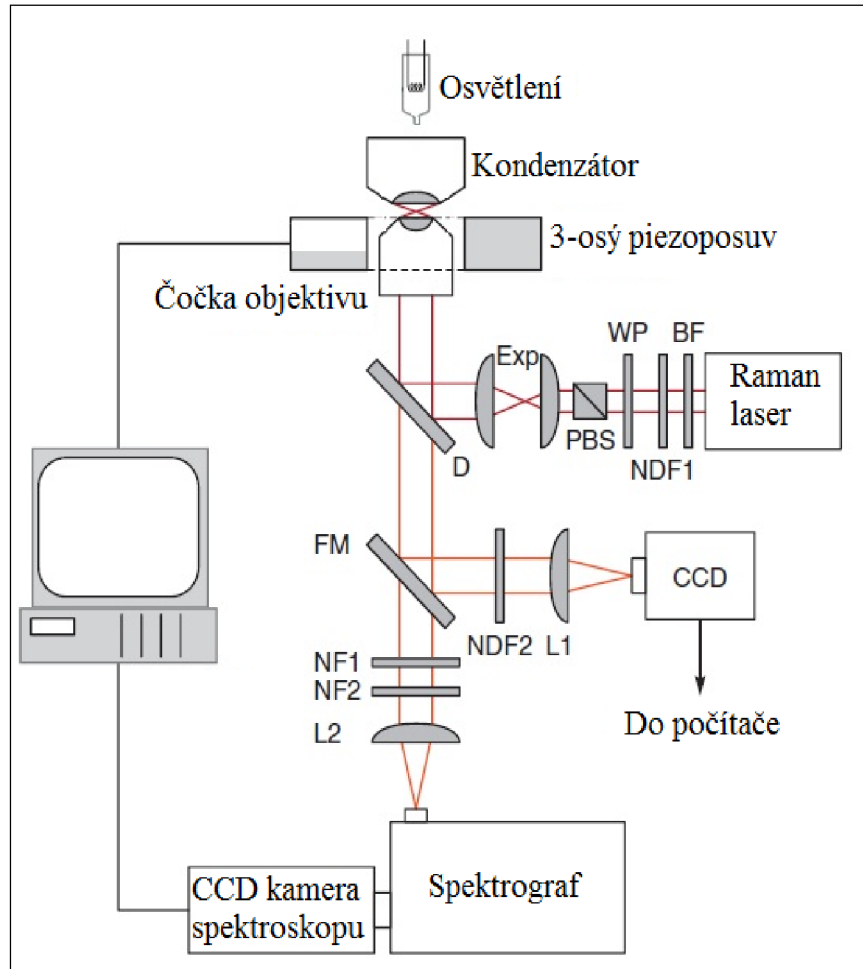 Osvětlení
Kondenzátor
3-osý piezoposuv
Čočka objektivu
Exp
WP
BF
Raman
laser
PBS
NDF1
D
FM
CCD
NDF2
L1
NF1
NF2
L2
Do počítače
CCD kamera
spektroskopu
Spektrograf